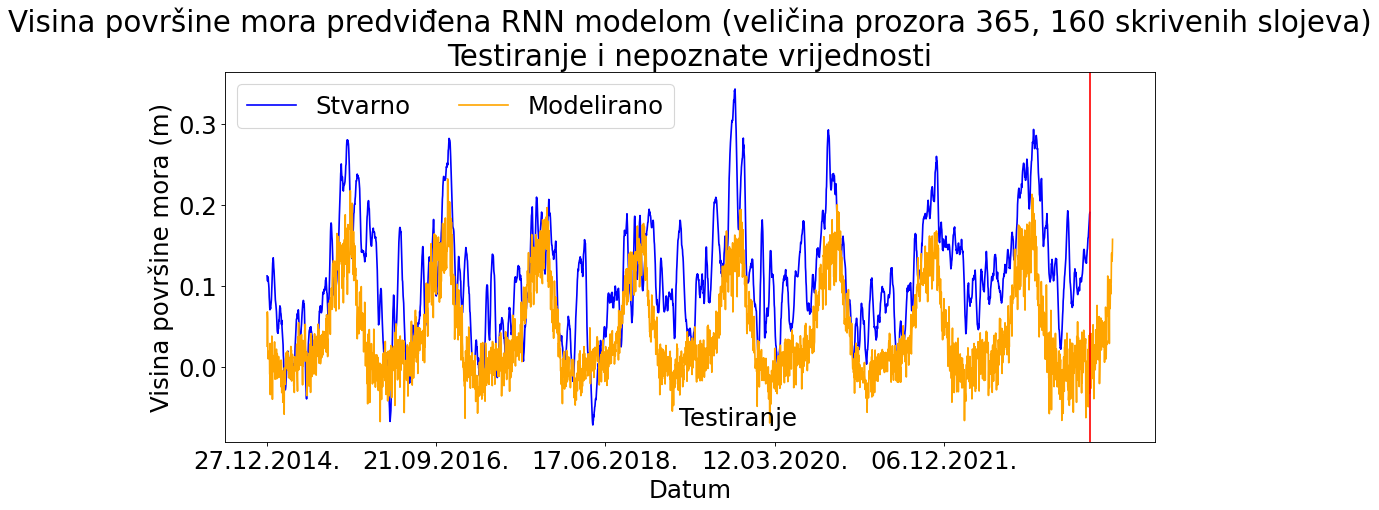 Visina površine mora predviđena RNN modelom (veličina prozora 365, 160 skrivenih slojeva)
Testiranje i nepoznate vrijednosti
Stvarno
Modelirano
Visina površine mora (m)
0.3
0.2
0.1
0.0
Testiranje
27.12.2014.
21.09.2016.
17.06.2018.
12.03.2020.
06.12.2021.
Datum